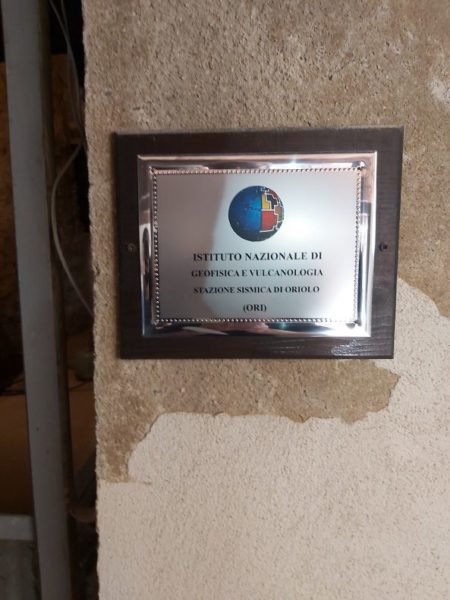 ISTITUTO NAZIONALE DI
GEOFISICA E VULCANOLOGIA
STAZIONE SISMICA DI ORIOLO
(ORI)